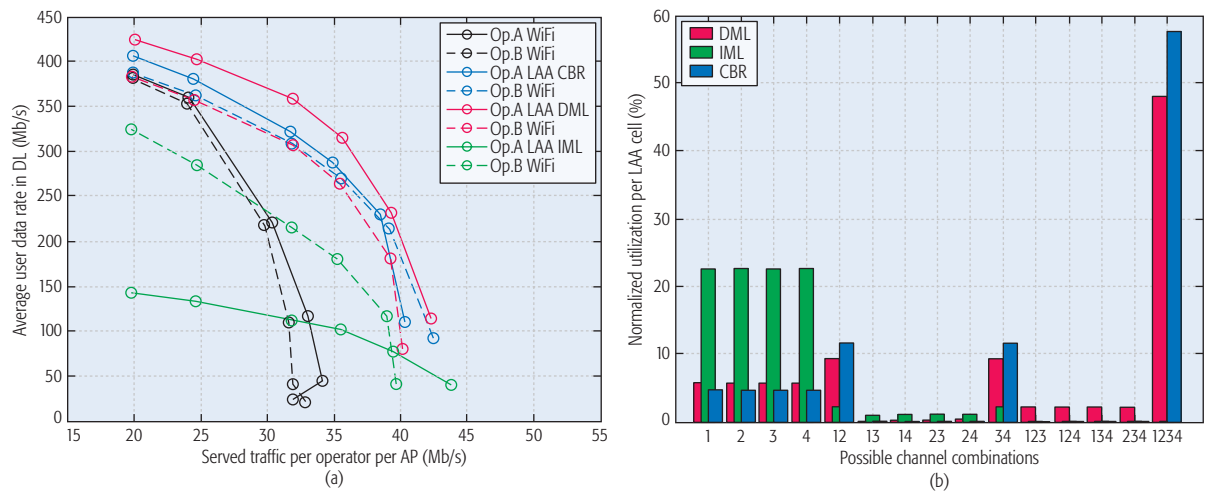 450
400
350
300
250
200
150
100
50
0
Average user data rate in DL (Mb/s)
Op.A WiFi
Op.B WiFi
Op.A LAA CBR
Op.B WiFi
Op.A LAA DML
Op.B WiFi
Op.A LAA IML
Op.B WiFi
15 20 25 30 35 40 45 50 55
Served traffic per operator per AP (Mb/s)
(a)
60
50
40
30
20
10
0
Normalized utilization per LAA cell (%)
DML
IML
CBR
1 2 3 4 12 13 14 23 24 34 123 124 134 234 1234
Possible channel combinations
(b)